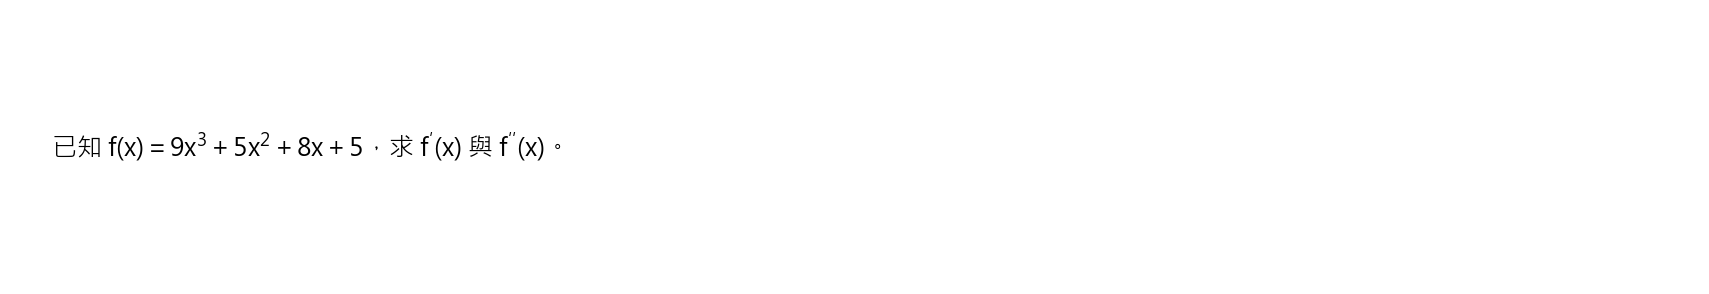 已知 f(x) = 9x³ + 5x² + 8x + 5，求 f′(x) 與 f′′(x)。